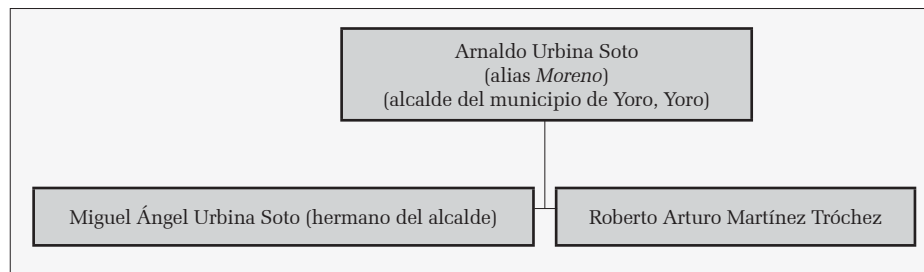 Arnaldo Urbina Soto
(alias Moreno)
(alcalde del municipio de Yoro, Yoro)
Miguel Ángel Urbina Soto (hermano del alcalde)
Roberto Arturo Martínez Tróchez